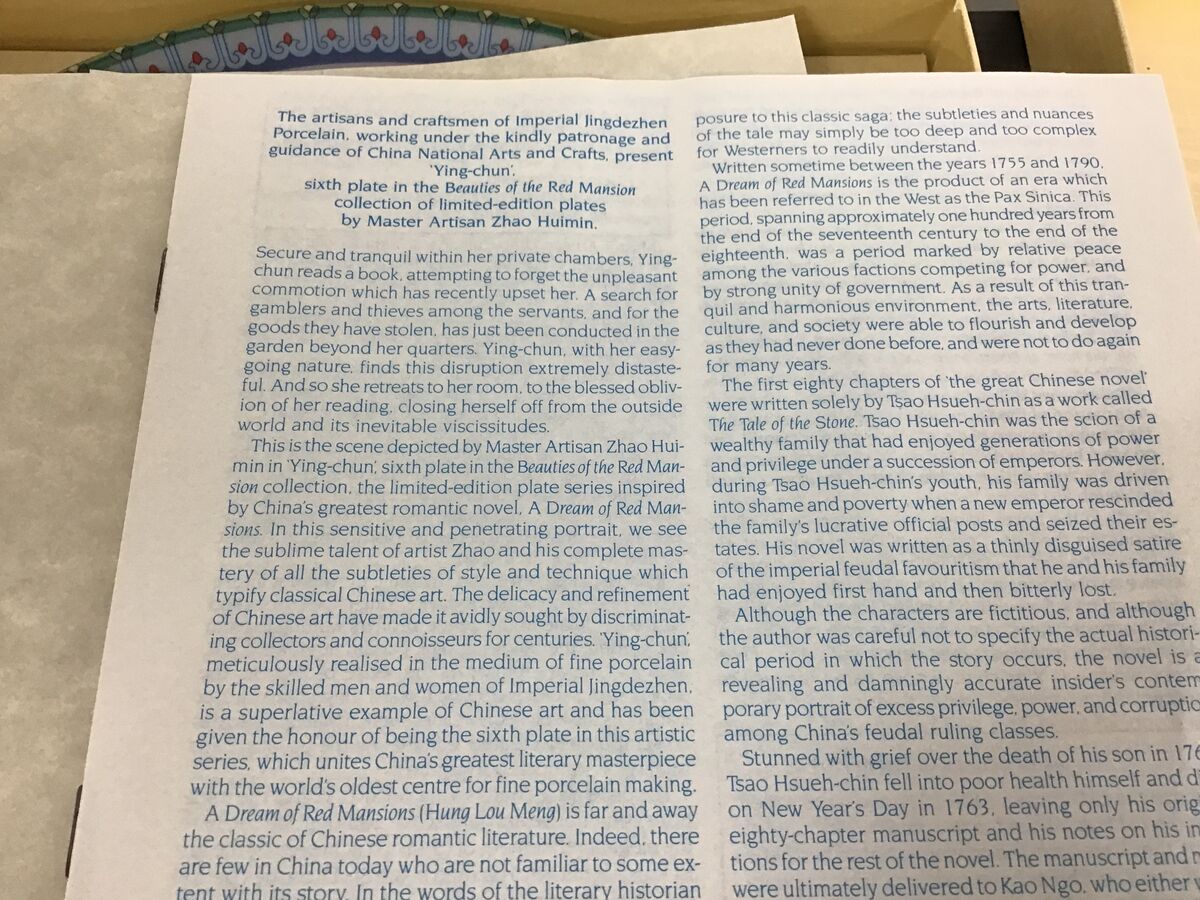 The artisans and craftsmen of Imperial Jingdezhen
Porcelain, working under the kindly patronage and
guidance of China National Arts and Crafts, present
'Ying-chun',
sixth plate in the Beauties of the Red Mansion
collection of limited-edition plates
by Master Artisan Zhao Huimin.
Secure and tranquil within her private chambers, Ying-
chun reads a book, attempting to forget the unpleasant
commotion which has recently upset her. A search for
gamblers and thieves among the servants, and for the
goods they have stolen, has just been conducted in the
garden beyond her quarters. Ying-chun, with her easy-
going nature, finds this disruption extremely distaste-
ful. And so she retreats to her room, to the blessed obliv-
ion of her reading, closing herself off from the outside
world and its inevitable viscissitudes.
This is the scene depicted by Master Artisan Zhao Hui-
min in 'Ying-chun', sixth plate in the Beauties of the Red Man-
sion collection, the limited-edition plate series inspired
by China's greatest romantic novel, A Dream of Red Man-
sions. In this sensitive and penetrating portrait, we see
the sublime talent of artist Zhao and his complete mas-
tery of all the subtleties of style and technique which
typify classical Chinese art. The delicacy and refinement
of Chinese art have made it avidly sought by discriminat-
ing collectors and connoisseurs for centuries. 'Ying-chun',
meticulously realised in the medium of fine porcelain
by the skilled men and women of Imperial Jingdezhen,
is a superlative example of Chinese art and has been
given the honour of being the sixth plate in this artistic
series, which unites China's greatest literary masterpiece
with the world's oldest centre for fine porcelain making.
A Dream of Red Mansions (Hung Lou Meng) is far and away
the classic of Chinese romantic literature. Indeed, there
are few in China today who are not familiar to some ex-
tent with its story. In the words of the literary historian
posure to this classic saga; the subtleties and nuances
of the tale may simply be too deep and too complex
for Westerners to readily understand.
Written sometime between the years 1755 and 1790,
A Dream of Red Mansions is the product of an era which
has been referred to in the West as the Pax Sinica. This
period, spanning approximately one hundred years from
the end of the seventeenth century to the end of the
eighteenth, was a period marked by relative peace
among the various factions competing for power, and
by strong unity of government. As a result of this tran-
quil and harmonious environment, the arts, literature,
culture, and society were able to flourish and develop
as they had never done before, and were not to do again
for many years.
The first eighty chapters of 'the great Chinese novel'
were written solely by Tsao Hsueh-chin as a work called
The Tale of the Stone. Tsao Hsueh-chin was the scion of a
wealthy family that had enjoyed generations of power
and privilege under a succession of emperors. However,
during Tsao Hsueh-chin's youth, his family was driven
into shame and poverty when a new emperor rescinded
the family's lucrative official posts and seized their es-
tates. His novel was written as a thinly disguised satire
of the imperial feudal favouritism that he and his family
had enjoyed first hand and then bitterly lost.
Although the characters are fictitious, and although
the author was careful not to specify the actual histori-
cal period in which the story occurs, the novel is
revealing and damningly accurate insider's contem
porary portrait of excess privilege, power, and corruptio
among China's feudal ruling classes.
Stunned with grief over the death of his son in 176
Tsao Hsueh-chin fell into poor health himself and
on New Year's Day in 1763, leaving only his orig
eighty-chapter manuscript and his notes on his in
tions for the rest of the novel. The manuscript and
were ultimately delivered to Kao Ngo, who either